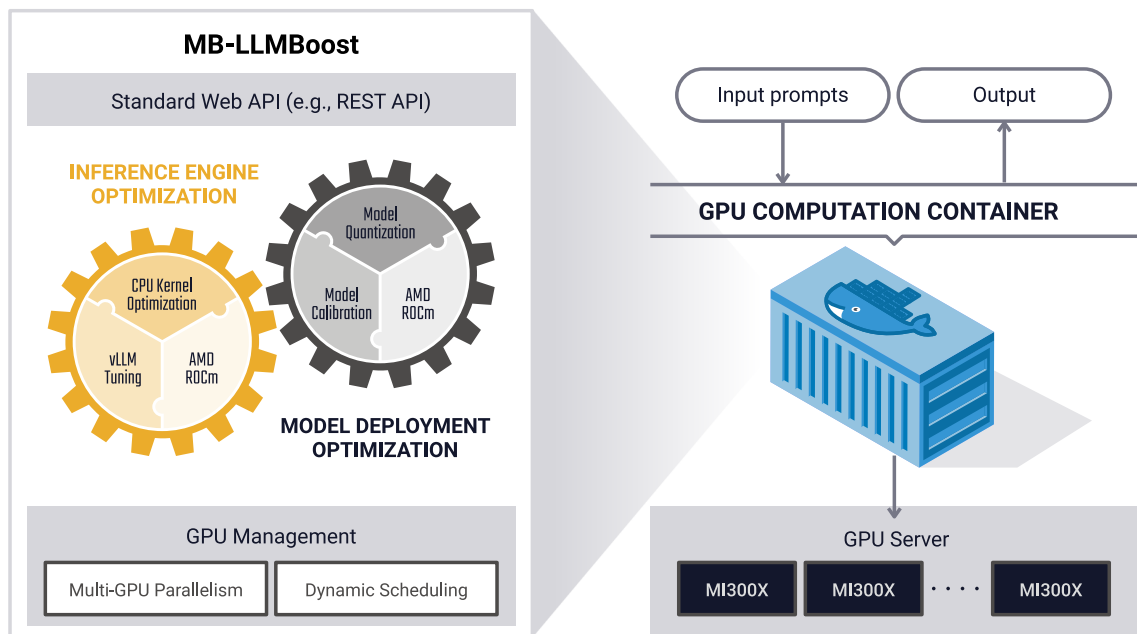 MB-LLMBoost
Standard Web API (e.g., REST API)
INFERENCE ENGINE
OPTIMIZATION
CPU Kernel
Optimization
vLLM
Tuning
AMD
ROCm
Model
Quantization
Model
Calibration
AMD
ROCm
MODEL DEPLOYMENT
OPTIMIZATION
GPU Management
Multi-GPU Parallelism
Dynamic Scheduling
Input prompts
Output
GPU COMPUTATION CONTAINER
GPU Server
MI300X
MI300X
· · · ·
MI300X